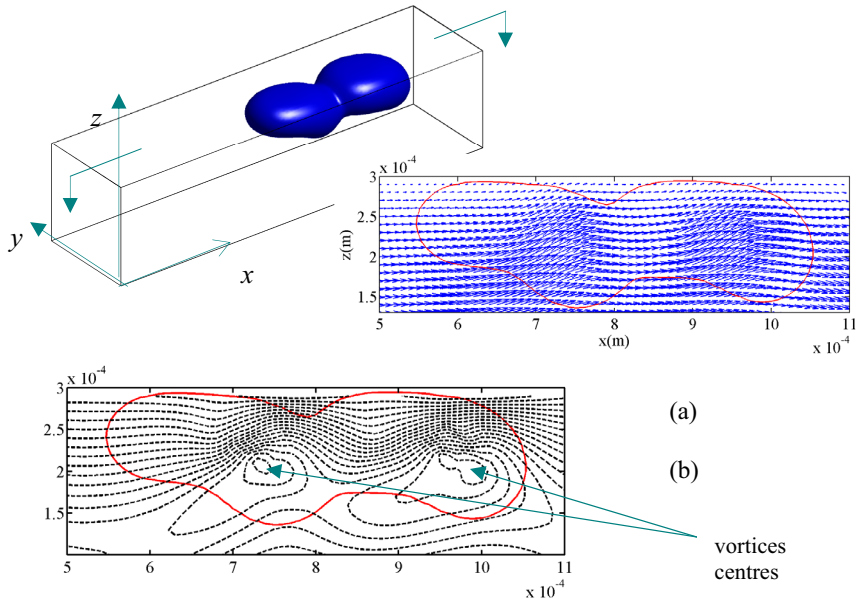 z
y
x
x 10^-4
3
2.5
2
1.5
z(m)
5 6 7 8 9 10 11
x(m)
x 10^-4
x 10^-4
3
2.5
2
1.5
5 6 7 8 9 10 11
x 10^-4
(a)
(b)
vortices
centres